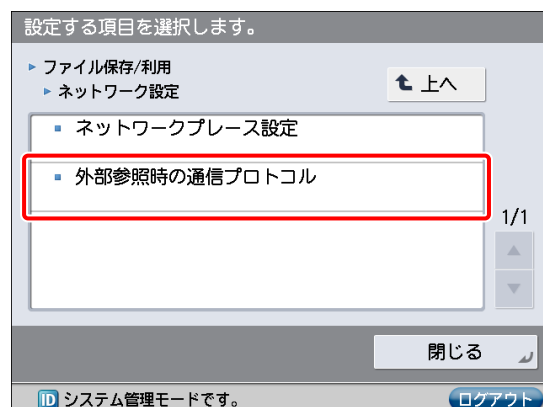 設定する項目を選択します。
ファイル保存/利用
ネットワーク設定
上へ
ネットワークプレース設定
外部参照時の通信プロトコル
1/1
閉じる
ID システム管理モードです。
ログアウト